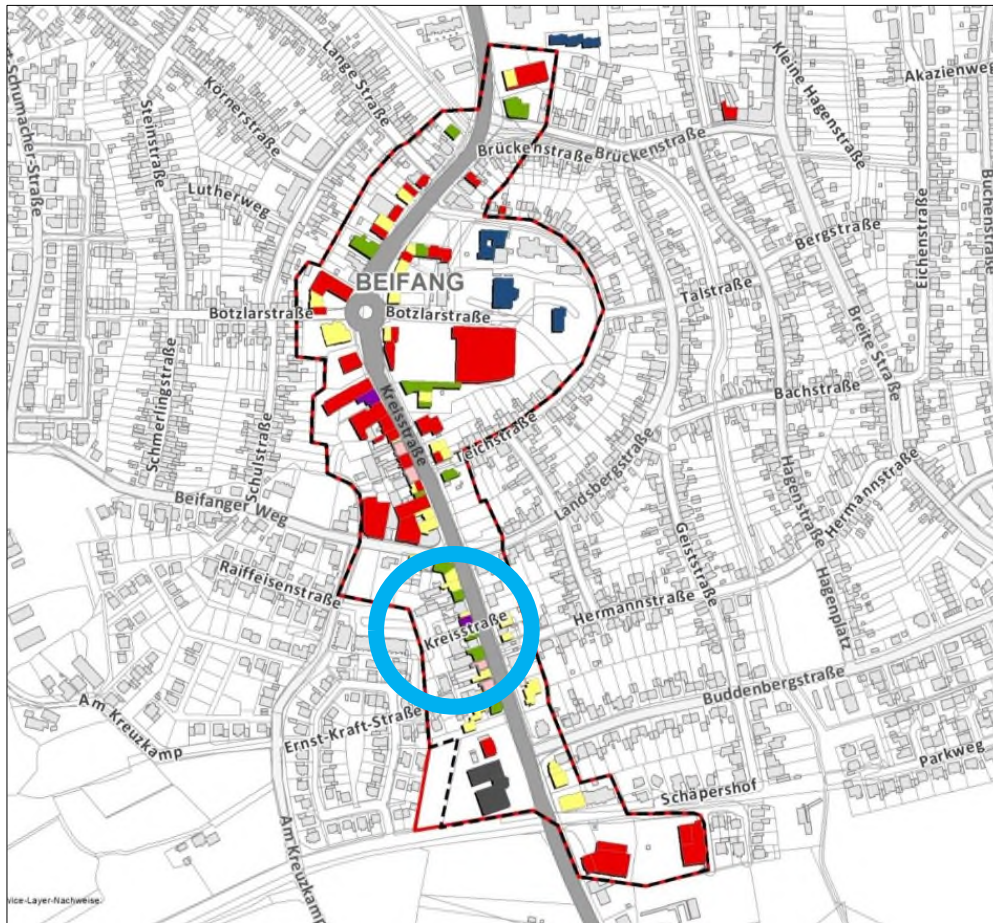 Lange Straße
Körnerstraße
Steinstraße
-Schumacher-Straße
Lutherweg
Kleine Hagenstraße
Akazienweg
Brückenstraße
Brückenstraße
Buchenstraße
Eichenstraße
Bergstraße
BEIFANG
Talstraße
Botzlarstraße
Botzlarstraße
Breite Straße
Schmerlingstraße
Schulstraße
Kreisstraße
Bachstraße
Teichstraße
Landsbergstraße
Hagenstraße
Hermannstraße
Beifanger Weg
Geiststraße
Raiffeisenstraße
Kreisstraße
Hermannstraße
Hagenplatz
Buddenbergstraße
Am Kreuzkamp
Ernst-Kraft-Straße
Parkweg
Schäpershof
Am Kreuzkamp
vice-Layer-Nachweise.